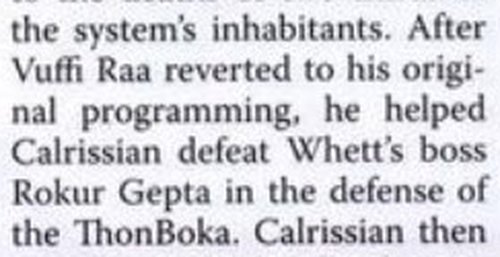 the system's inhabitants. After
Vuffi Raa reverted to his origi-
nal programming, he helped
Calrissian defeat Whett's boss
Rokur Gepta in the defense of
the ThonBoka. Calrissian then